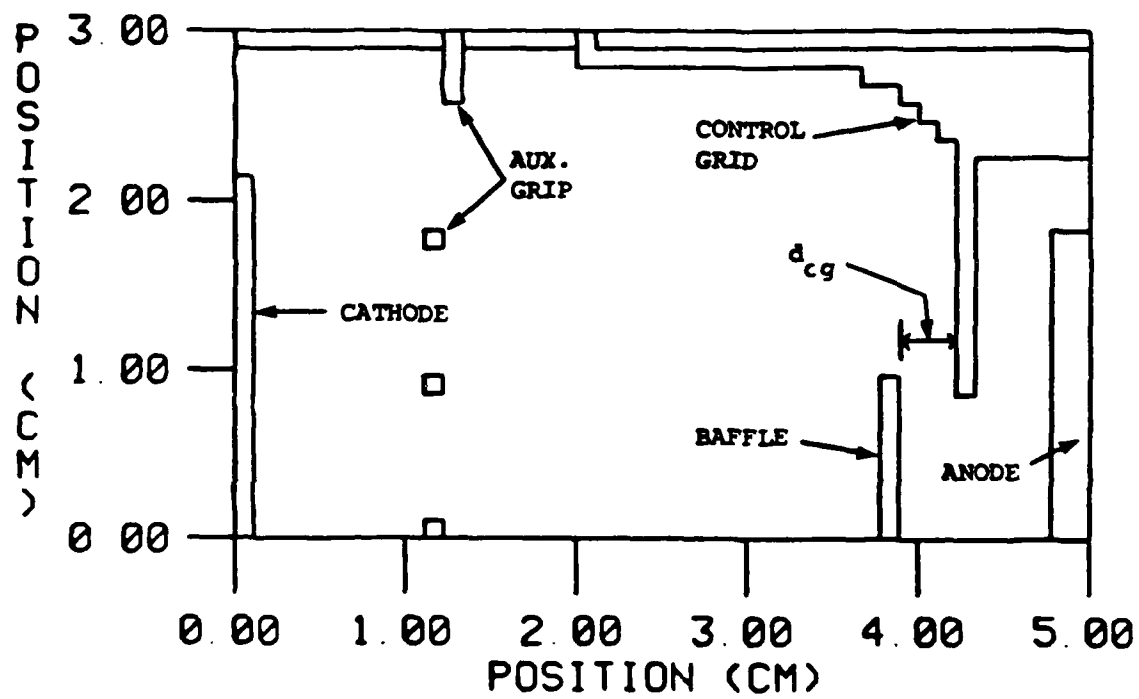 POSITION (CM)
3.00
2 00
1.00
0 00
AUX.
GRIP
CONTROL
GRID
dcg
CATHODE
BAFFLE
ANODE
0.00 1.00 2.00 3.00 4.00 5.00
POSITION (CM)